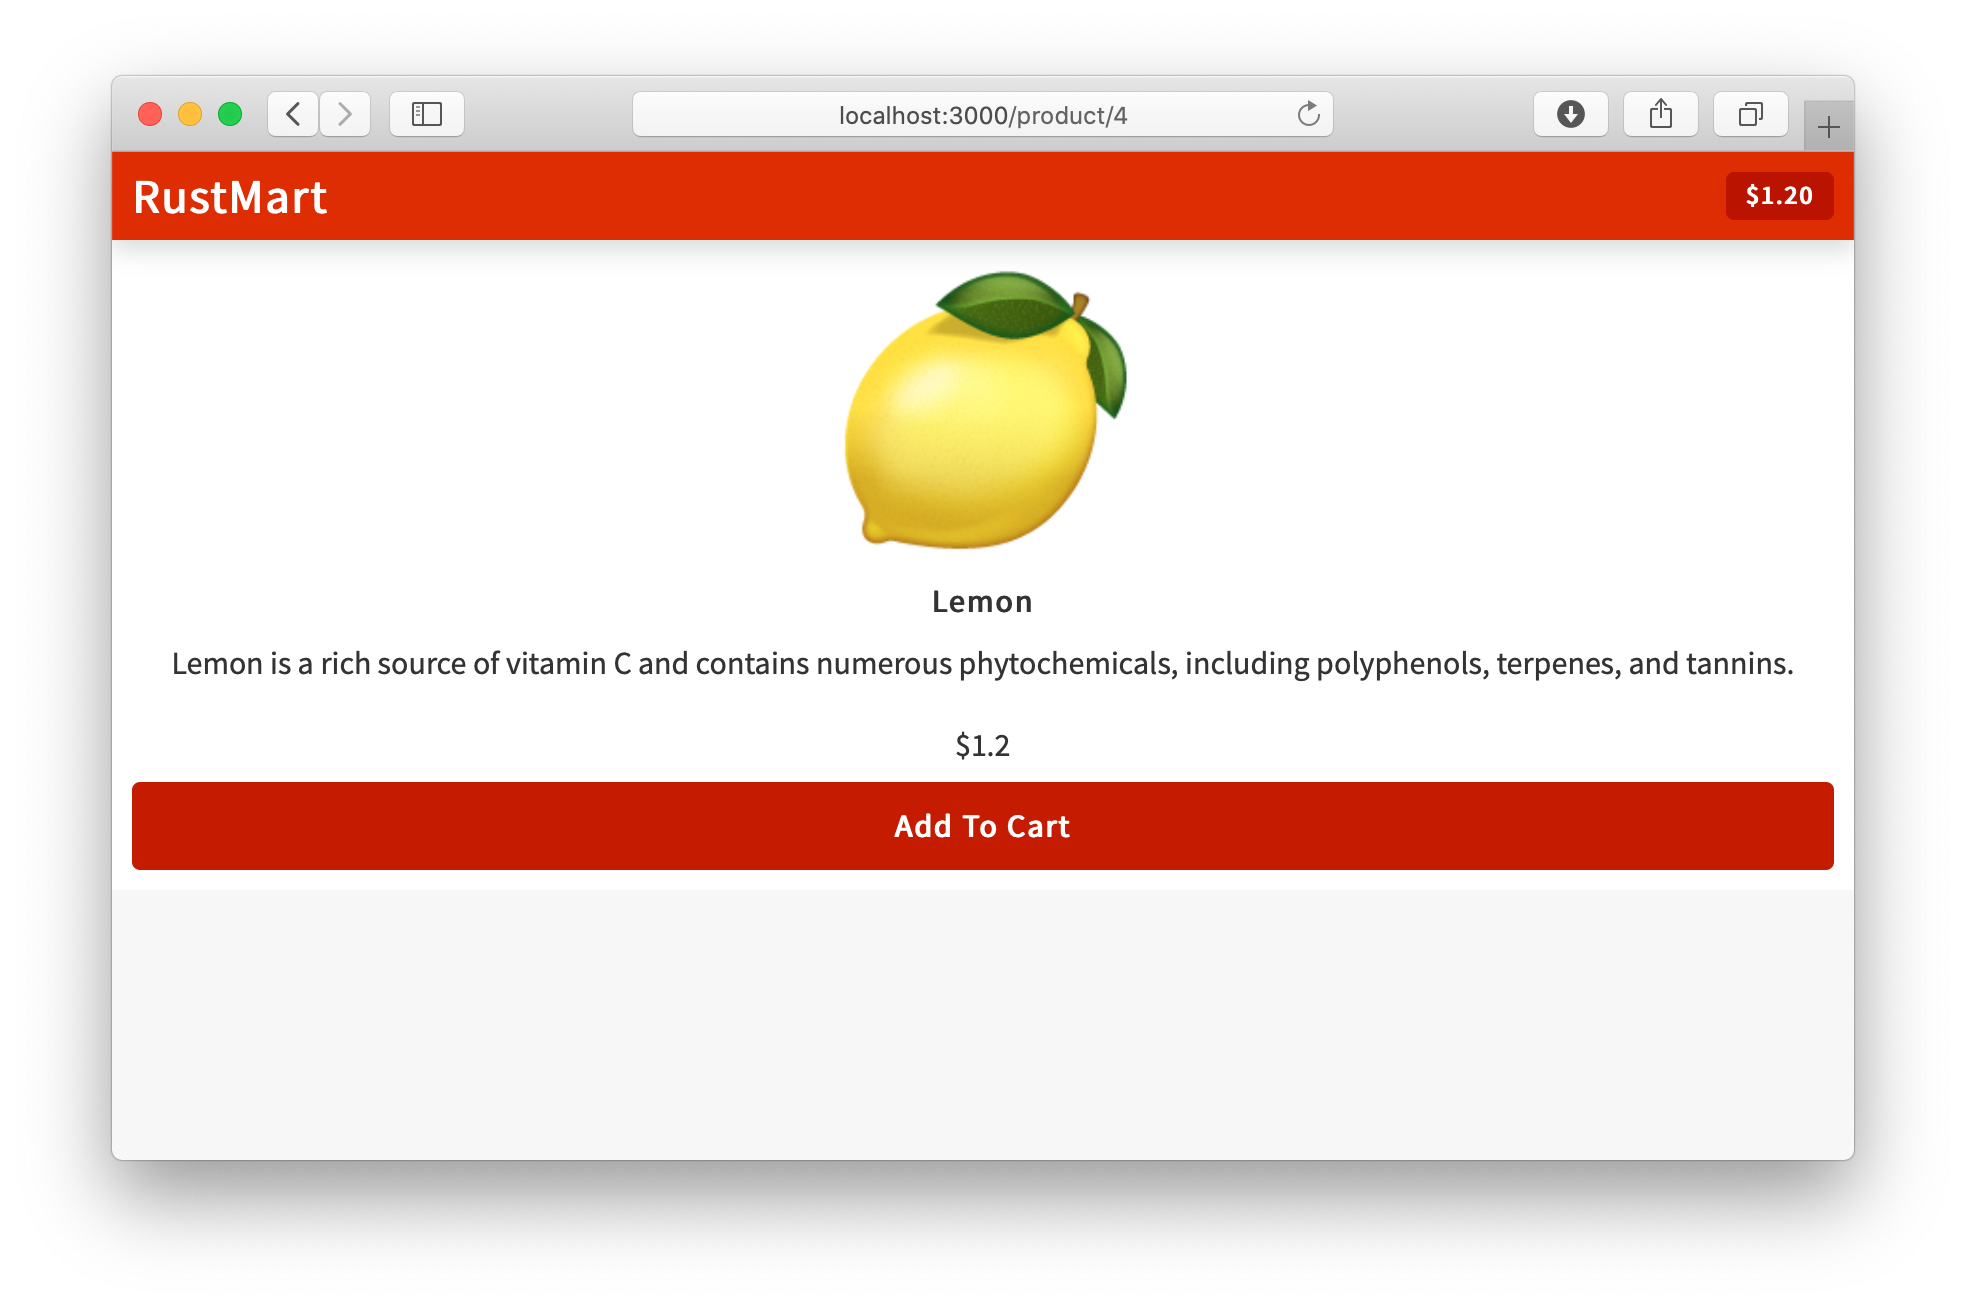 localhost:3000/product/4
RustMart
$1.20
Lemon
Lemon is a rich source of vitamin C and contains numerous phytochemicals, including polyphenols, terpenes, and tannins.
$1.2
Add To Cart